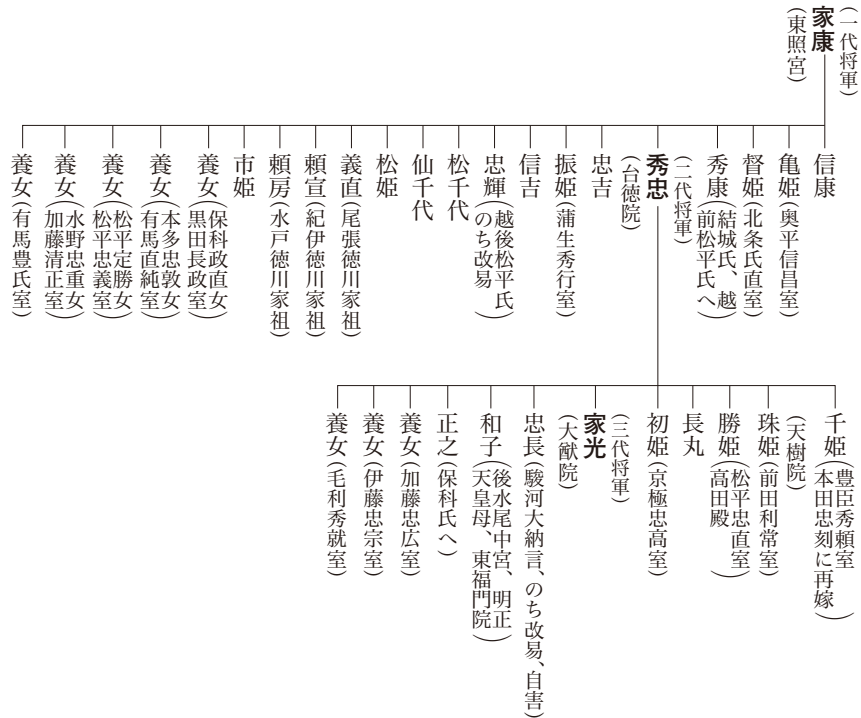 （一代将軍）
家康
（東照宮）
信康
亀姫（奥平信昌室）
督姫（北条氏直室）
秀康（結城氏、越
前松平氏へ）
（二代将軍）
秀忠
（台徳院）
忠吉
振姫（蒲生秀行室）
信吉
忠輝（越後松平氏
のち改易）
松千代
仙千代
松姫
義直（尾張徳川家祖）
頼宣（紀伊徳川家祖）
頼房（水戸徳川家祖）
市姫
養女（保科政直女
黒田長政室）
養女（本多忠敦女
有馬直純室）
養女（松平定勝女
松平忠義室）
養女（水野忠重女
加藤清正室）
養女（有馬豊氏室）
千姫（豊臣秀頼室
本田忠刻に再嫁）
（天樹院）
珠姫（前田利常室）
勝姫（松平忠直室
高田殿）
長丸
初姫（京極忠高室）
（三代将軍）
家光
（大猷院）
忠長（駿河大納言、のち改易、自害）
和子（後水尾中宮、明正
天皇母、東福門院）
正之（保科氏へ）
養女（加藤忠広室）
養女（伊藤忠宗室）
養女（毛利秀就室）